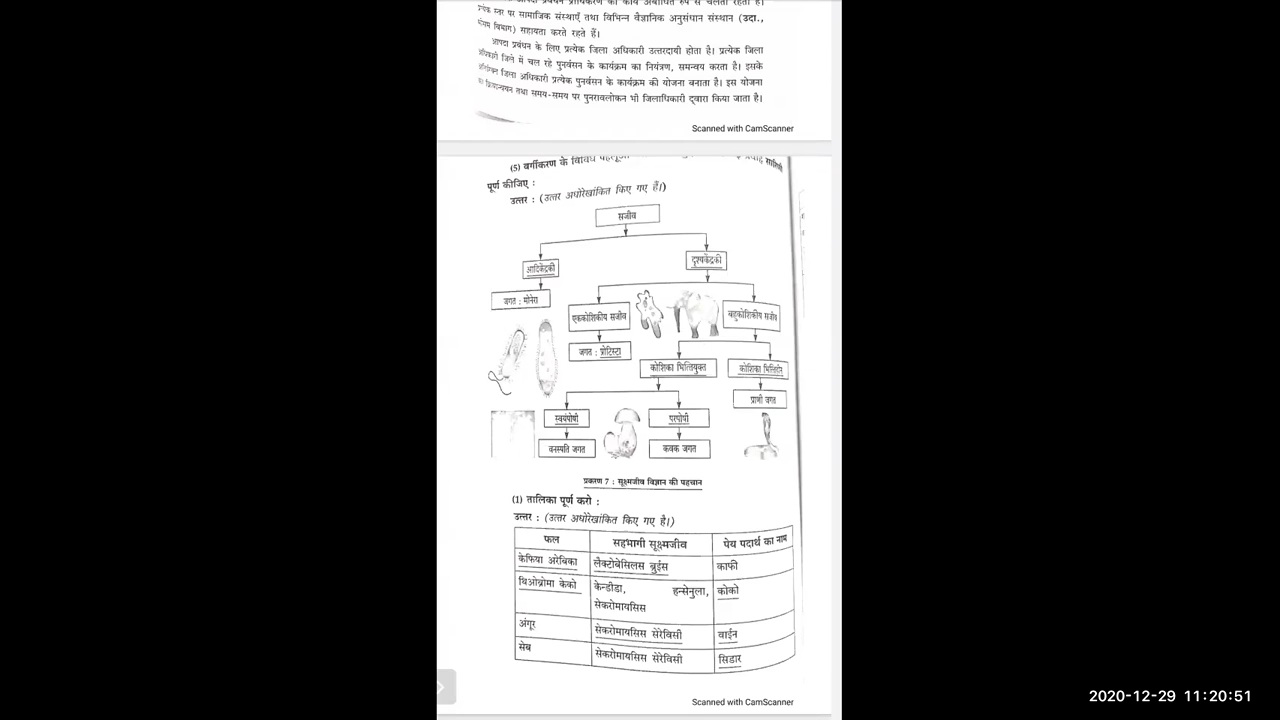 प्रत्येक स्तर पर सामाजिक संस्थाएँ तथा विभिन्न वैज्ञानिक अनुसंधान संस्थान (उदा.,
मौसम विभाग) सहायता करते रहते हैं।
आपदा प्रबंधन के लिए प्रत्येक जिला अधिकारी उत्तरदायी होता है। प्रत्येक जिला
अधिकारी जिले में चल रहे पुनर्वसन के कार्यक्रम का नियंत्रण, समन्वय करता है। इसके
अतिरिक्त जिला अधिकारी प्रत्येक पुनर्वसन के कार्यक्रम की योजना बनाता है। इस योजना
का क्रियान्वयन तथा समय-समय पर पुनरावलोकन भी जिलाधिकारी द्वारा किया जाता है।
Scanned with CamScanner
(5) वर्गीकरण के विविध
पूर्ण कीजिए :
उत्तर : (उत्तर अधोरेखांकित किए गए हैं।)
सजीव
आदिकेंद्रकी दृश्यकेंद्रकी
जगत : मोनेरा
एककोशिकीय सजीव बहुकोशिकीय सजीव
जगत : प्रोटिस्टा
कोशिका भित्तियुक्त कोशिका भित्तिहीन
प्राणी जगत
स्वयंपोषी परपोषी
वनस्पति जगत कवक जगत
प्रकरण 7 : सूक्ष्मजीव विज्ञान की पहचान
(1) तालिका पूर्ण करो :
उत्तर : (उत्तर अधोरेखांकित किए गए है।)
फल सहभागी सूक्ष्मजीव पेय पदार्थ का नाम
केफिया अरेबिका लैक्टोबेसिलस ब्रुईस काफी
थिओब्रोमा केको केन्डीडा, हन्सेनुला, कोको
सेकरोमायसिस
अंगूर सेकरोमायसिस सेरेविसी वाईन
सेब सेकरोमायसिस सेरेविसी सिडार
Scanned with CamScanner
2020-12-29 11:20:51